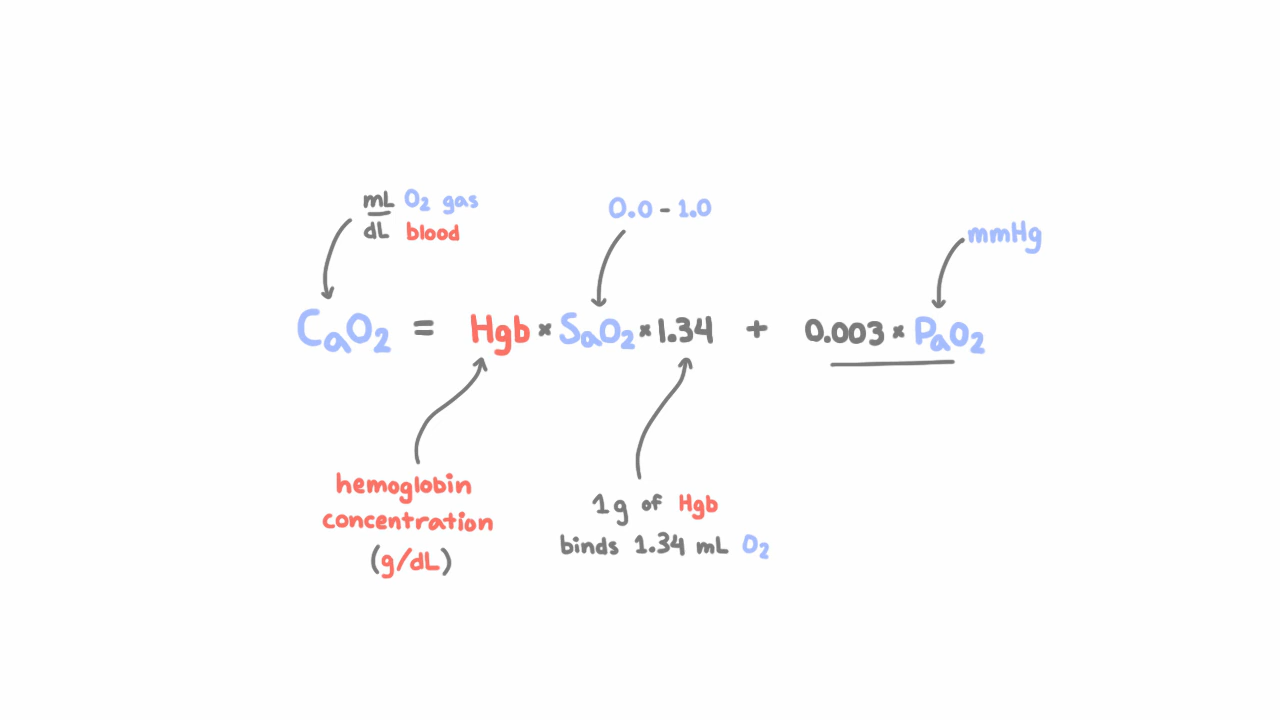 mL O2 gas
dL blood
0.0 - 1.0
mmHg
CaO2 = Hgb × SaO2 × 1.34 + 0.003 × PaO2
hemoglobin
concentration
(g/dL)
1g of Hgb
binds 1.34 mL O2